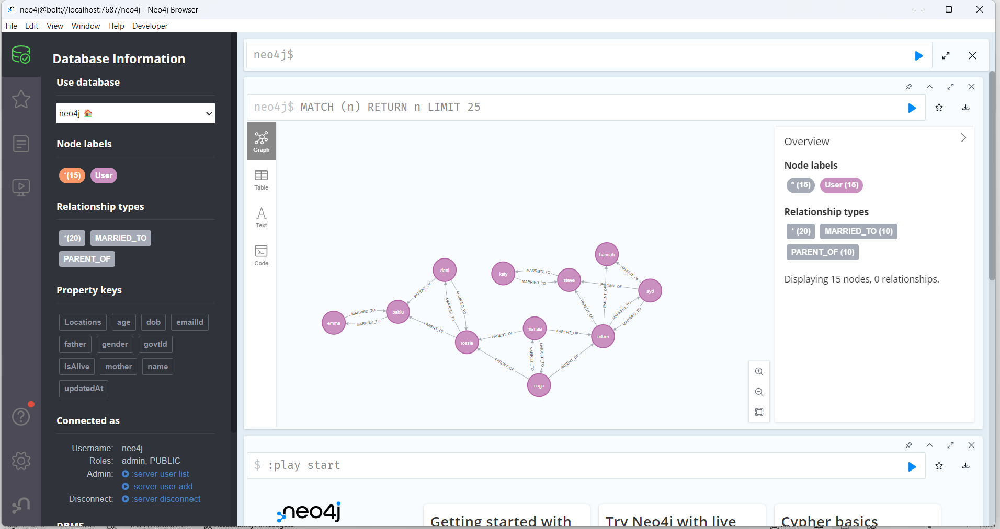 neo4j@bolt://localhost:7687/neo4j - Neo4j Browser
File Edit View Window Help Developer
Database Information
Use database
neo4j
Node labels
*(15) User
Relationship types
*(20) MARRIED_TO
PARENT_OF
Property keys
Locations age dob emailId
father gender govtId
isAlive mother name
updatedAt
Connected as
Username: neo4j
Roles: admin, PUBLIC
Admin: :server user list
:server user add
Disconnect: :server disconnect
DBMS
neo4j$
neo4j$ MATCH (n) RETURN n LIMIT 25
Graph
Table
Text
Code
hannah
dani
katy
MARRIED_TO
PARENT_OF
steve
MARRIED_TO
PARENT_OF
syd
PARENT_OF
MARRIED_TO
PARENT_OF
PARENT_OF
MARRIED_TO
MARRIED_TO
MARRIED_TO
bablu
MARRIED_TO
MARRIED_TO
emma
MARRIED_TO
PARENT_OF
manasi
PARENT_OF
adam
rossie
PARENT_OF
MARRIED_TO
MARRIED_TO
PARENT_OF
PARENT_OF
naga
Overview
Node labels
* (15) User (15)
Relationship types
* (20) MARRIED_TO (10)
PARENT_OF (10)
Displaying 15 nodes, 0 relationships.
$ :play start
neo4j
Getting started with
Try Neo4j with live
Cypher basics